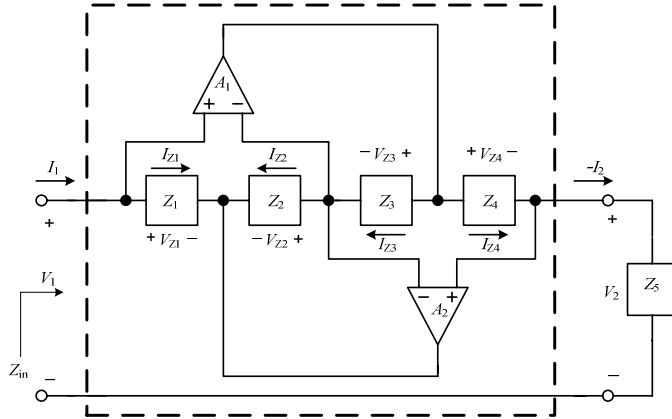 A1
+ −
IZ1 IZ2 − VZ3 + + VZ4 −
I1 -I2
Z1 Z2 Z3 Z4
+ + VZ1 − − VZ2 + IZ3 IZ4 +
− +
V1 A2 V2 Z5
Zin
− −